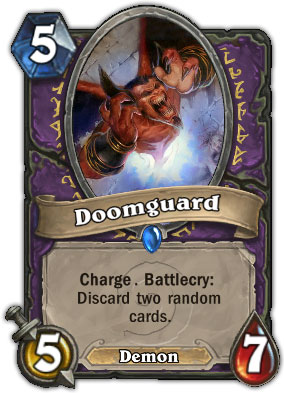 5
Doomguard
Charge. Battlecry:
Discard two random
cards.
5
Demon
7